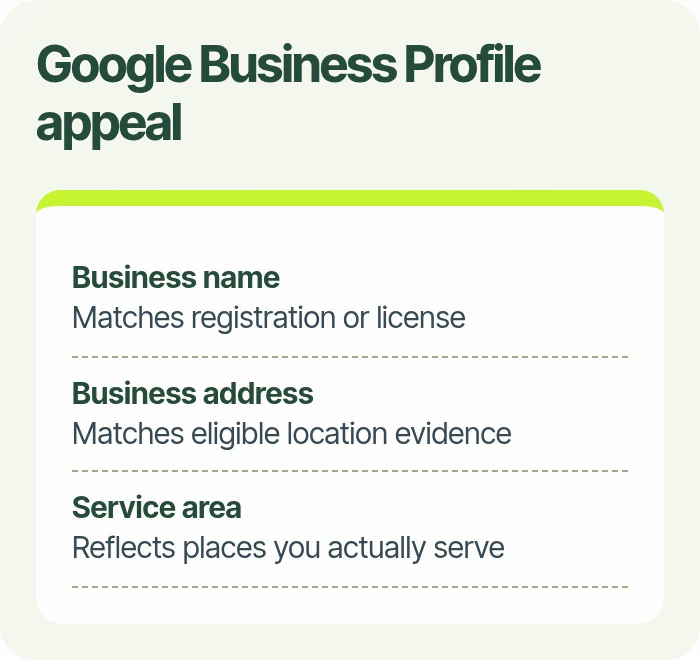 Google Business Profile
appeal
Business name
Matches registration or license
Business address
Matches eligible location evidence
Service area
Reflects places you actually serve